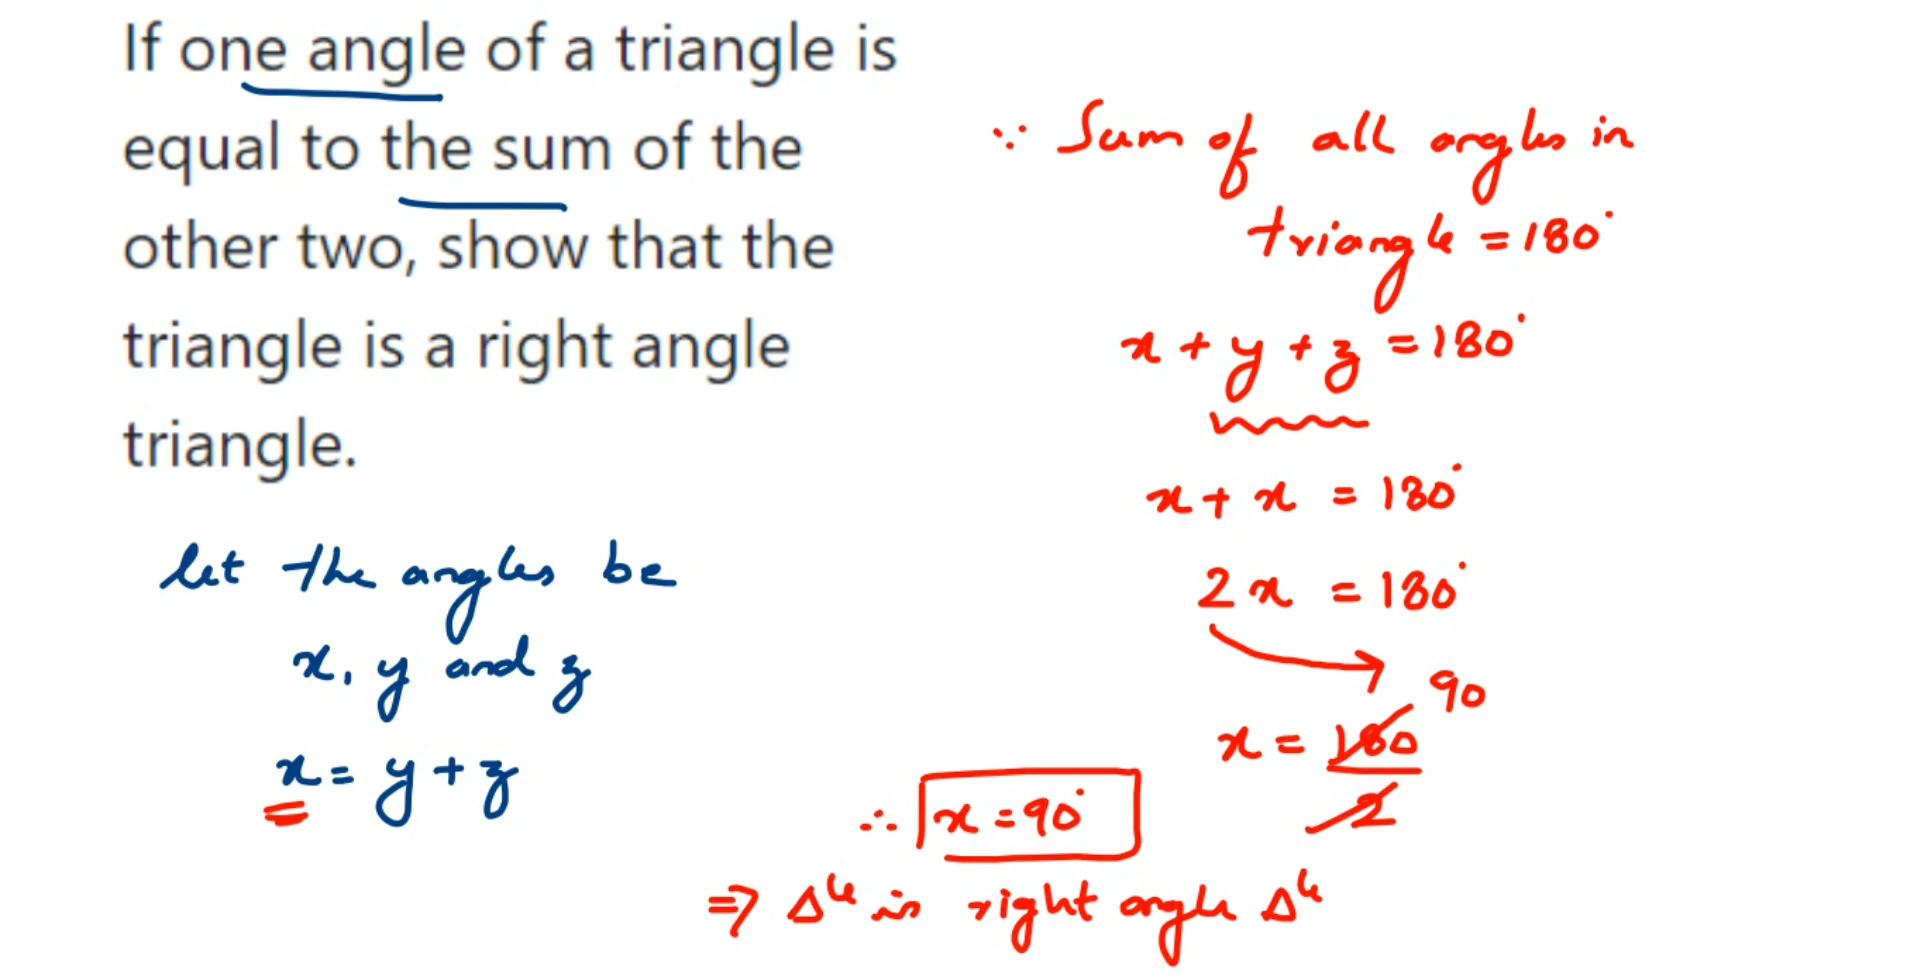 If one angle of a triangle is
equal to the sum of the
other two, show that the
triangle is a right angle
triangle.
let the angles be
x, y and z
x = y + z
∵ Sum of all angles in
triangle = 180°
x + y + z = 180°
x + x = 180°
2x = 180°
90
x = 180
2
∴ x = 90°
⇒ Δle is right angle Δle